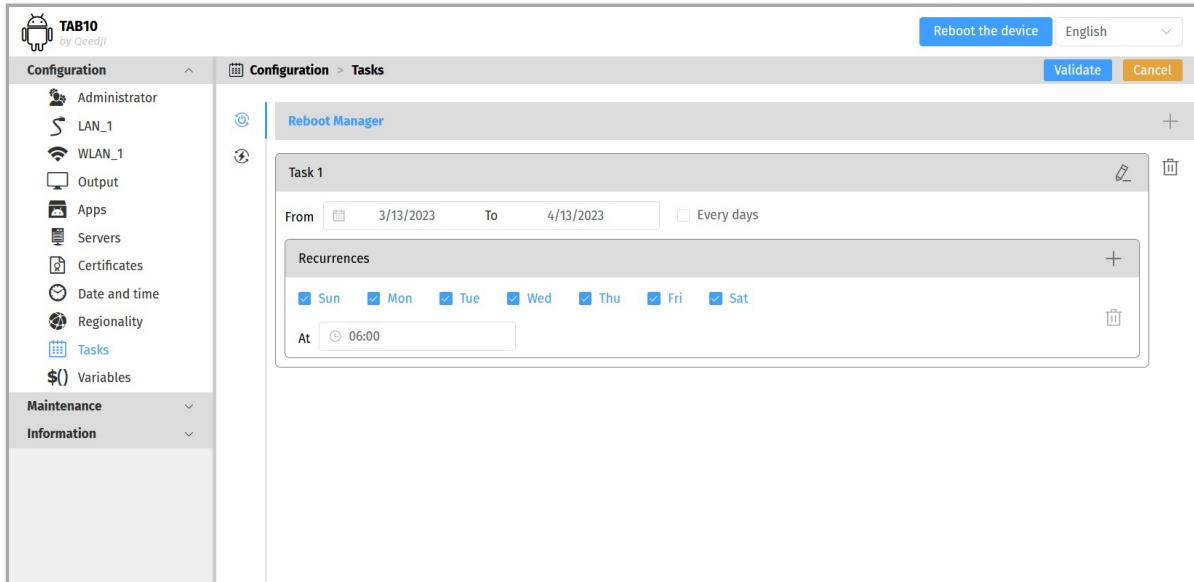 TAB10
by Qeedji
Reboot the device
English
Configuration
Configuration > Tasks
Validate
Cancel
Administrator
LAN_1
WLAN_1
Output
Apps
Servers
Certificates
Date and time
Regionality
Tasks
$() Variables
Maintenance
Information
Reboot Manager
Task 1
From 3/13/2023 To 4/13/2023 Every days
Recurrences
Sun Mon Tue Wed Thu Fri Sat
At 06:00